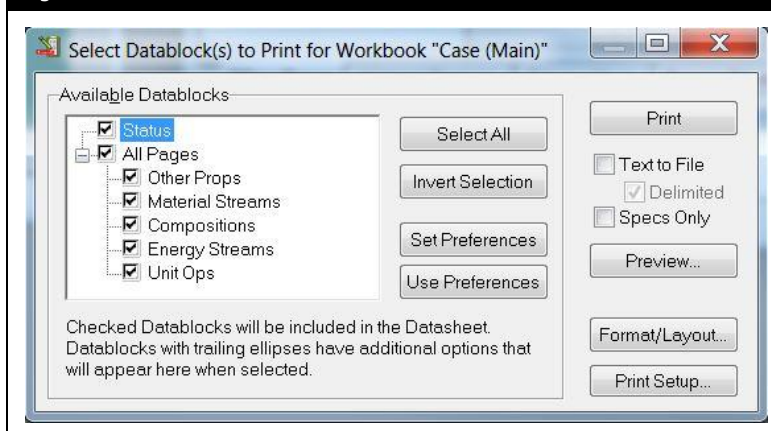 Select Datablock(s) to Print for Workbook "Case (Main)"
Available Datablocks
Status
All Pages
Other Props
Material Streams
Compositions
Energy Streams
Unit Ops
Select All
Invert Selection
Set Preferences
Use Preferences
Checked Datablocks will be included in the Datasheet.
Datablocks with trailing ellipses have additional options that
will appear here when selected.
Print
Text to File
Delimited
Specs Only
Preview...
Format/Layout...
Print Setup...